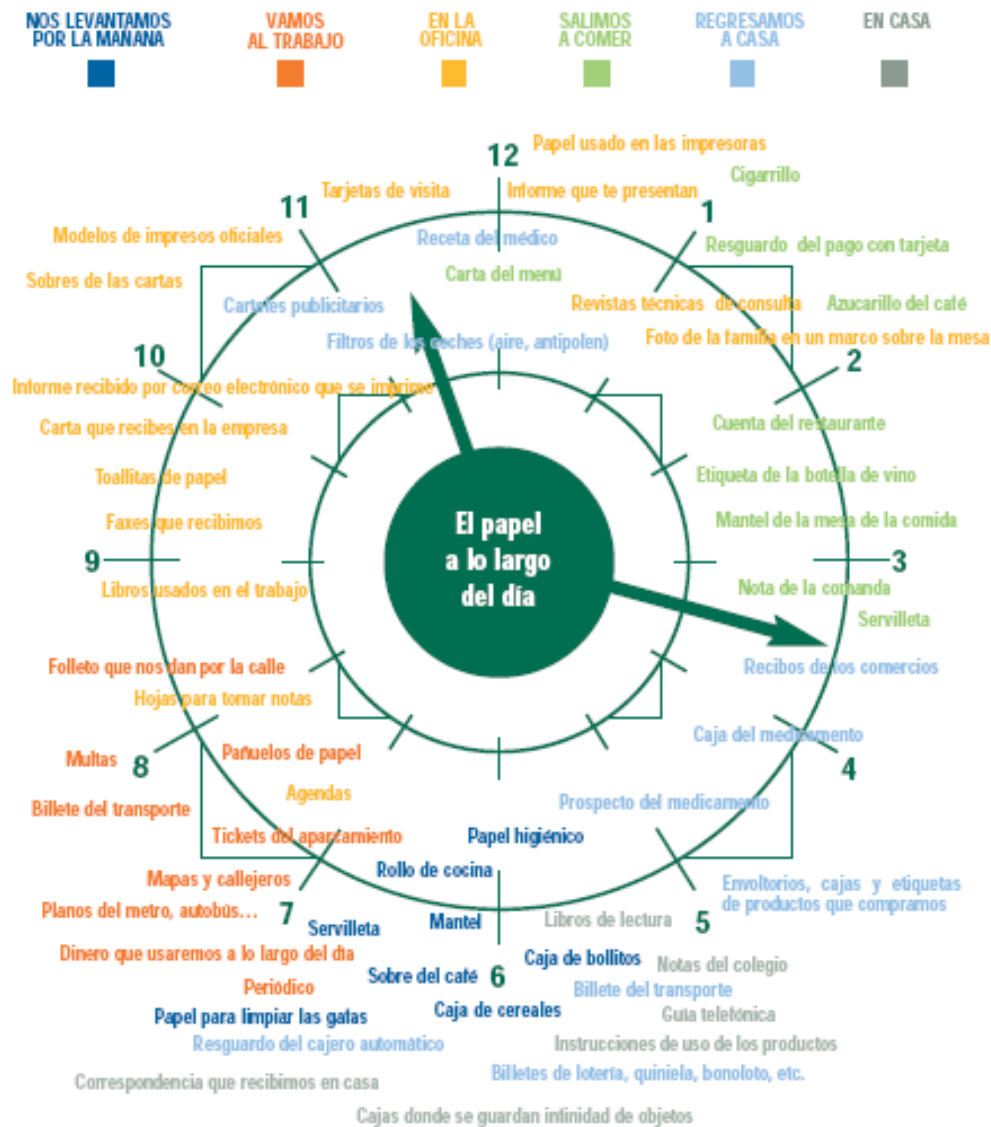 NOS LEVANTAMOS
POR LA MAÑANA
VAMOS
AL TRABAJO
EN LA
OFICINA
SALIMOS
A COMER
REGRESAMOS
A CASA
EN CASA
12
Papel usado en las impresoras
Cigarrillo
Tarjetas de visita
Informe que te presentan
11
1
Modelos de impresos oficiales
Receta del médico
Resguardo del pago con tarjeta
Sobres de las cartas
Carta del menú
Carteles publicitarios
Revistas técnicas de consulta
Azucarillo del café
Filtros de los coches (aire, antipolen)
Foto de la familia en un marco sobre la mesa
10
2
Informe recibido por correo electrónico que se imprime
Carta que recibes en la empresa
Cuenta del restaurante
Toallitas de papel
Etiqueta de la botella de vino
Faxes que recibimos
El papel
a lo largo
del día
Mantel de la mesa de la comida
9
3
Libros usados en el trabajo
Nota de la comanda
Servilleta
Folleto que nos dan por la calle
Recibos de los comercios
Hojas para tomar notas
Multas
8
Pañuelos de papel
Caja del medicamento
4
Agendas
Billete del transporte
Prospecto del medicamento
Tickets del aparcamiento
Papel higiénico
Rollo de cocina
Mapas y callejeros
Envoltorios, cajas y etiquetas
de productos que compramos
Planos del metro, autobús...
7
Servilleta
Mantel
Libros de lectura
5
Dinero que usaremos a lo largo del día
Caja de bollitos
Notas del colegio
Sobre del café
6
Periódico
Billete del transporte
Papel para limpiar las gafas
Caja de cereales
Guía telefónica
Resguardo del cajero automático
Instrucciones de uso de los productos
Correspondencia que recibimos en casa
Billetes de lotería, quiniela, bonoloto, etc.
Cajas donde se guardan infinidad de objetos